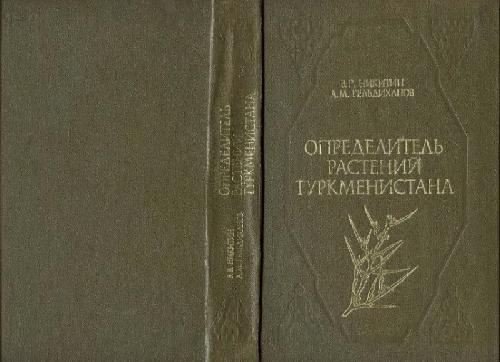 В.В. НИКИТИН
А.М. ГЕЛЬДИХАНОВ
ОПРЕДЕЛИТЕЛЬ
РАСТЕНИЙ
ТУРКМЕНИСТАНА
В.В. НИКИТИН
А.М. ГЕЛЬДИХАНОВ
ОПРЕДЕЛИТЕЛЬ
РАСТЕНИЙ
ТУРКМЕНИСТАНА